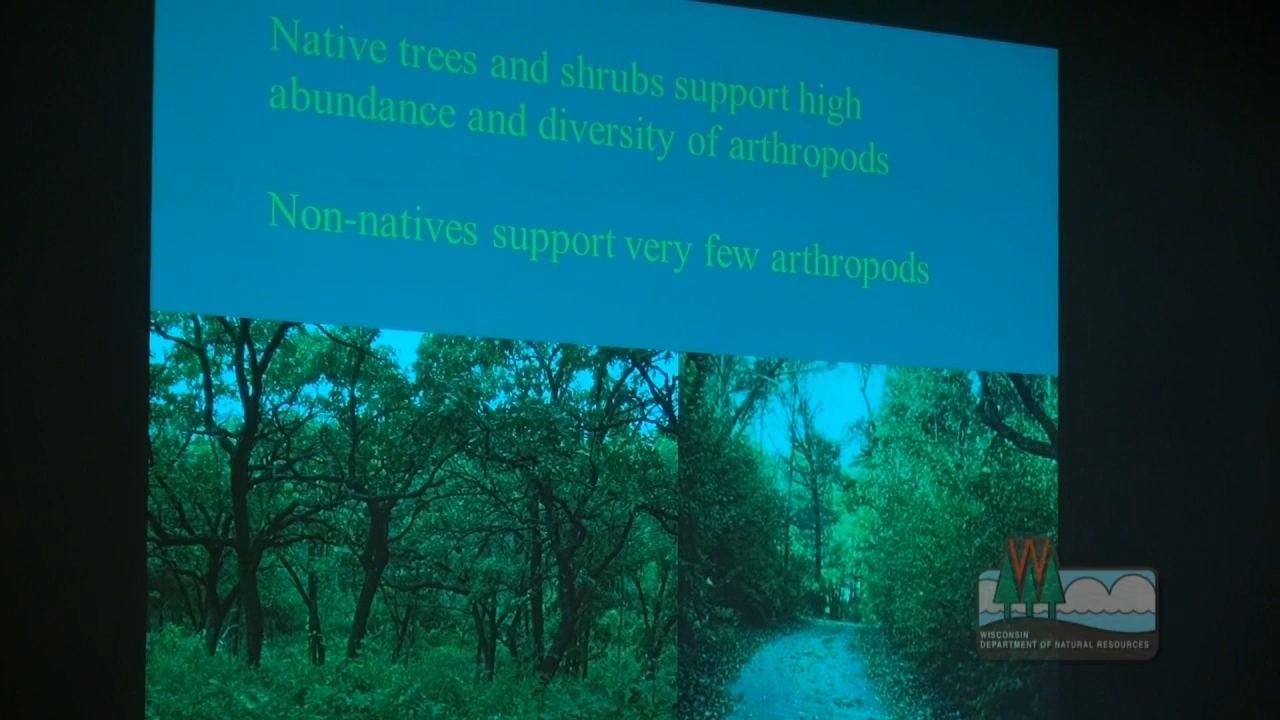 Native trees and shrubs support high
abundance and diversity of arthropods
Non-natives support very few arthropods
W
WISCONSIN
DEPARTMENT OF NATURAL RESOURCES